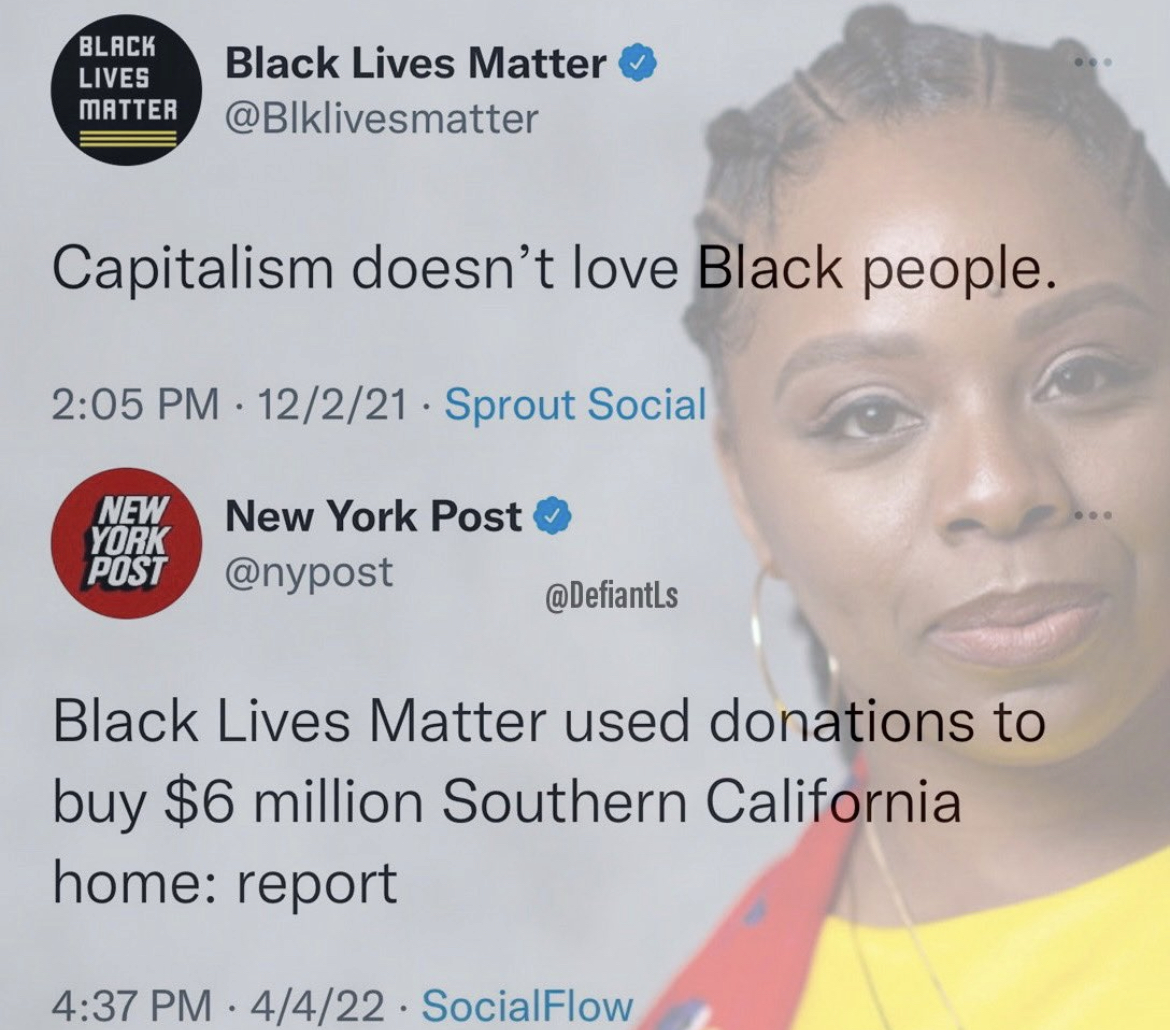 BLACK
LIVES
MATTER
Black Lives Matter
@Blklivesmatter
Capitalism doesn’t love Black people.
2:05 PM · 12/2/21 · Sprout Social
NEW
YORK
POST
New York Post
@nypost
@DefiantLs
Black Lives Matter used donations to
buy $6 million Southern California
home: report
4:37 PM · 4/4/22 · SocialFlow